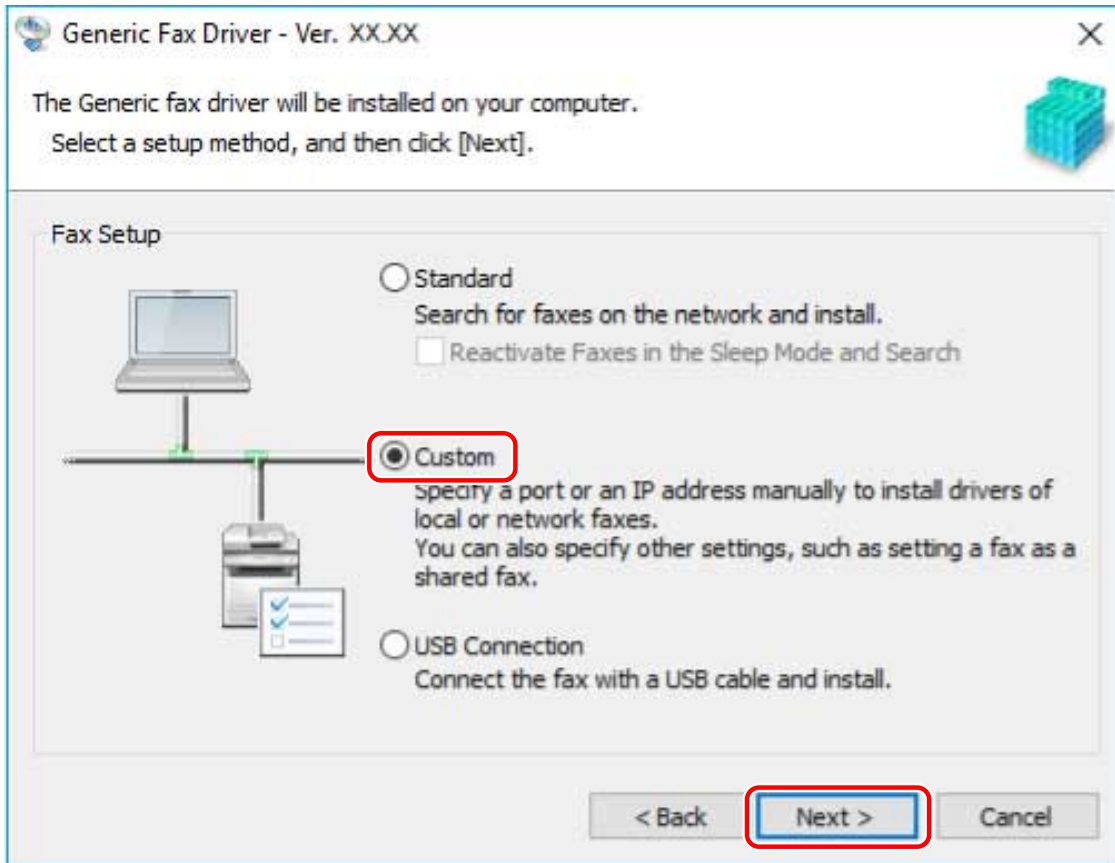 Generic Fax Driver - Ver. XX.XX
The Generic fax driver will be installed on your computer.
Select a setup method, and then click [Next].
Fax Setup
Standard
Search for faxes on the network and install.
Reactivate Faxes in the Sleep Mode and Search
Custom
Specify a port or an IP address manually to install drivers of
local or network faxes.
You can also specify other settings, such as setting a fax as a
shared fax.
USB Connection
Connect the fax with a USB cable and install.
< Back Next > Cancel